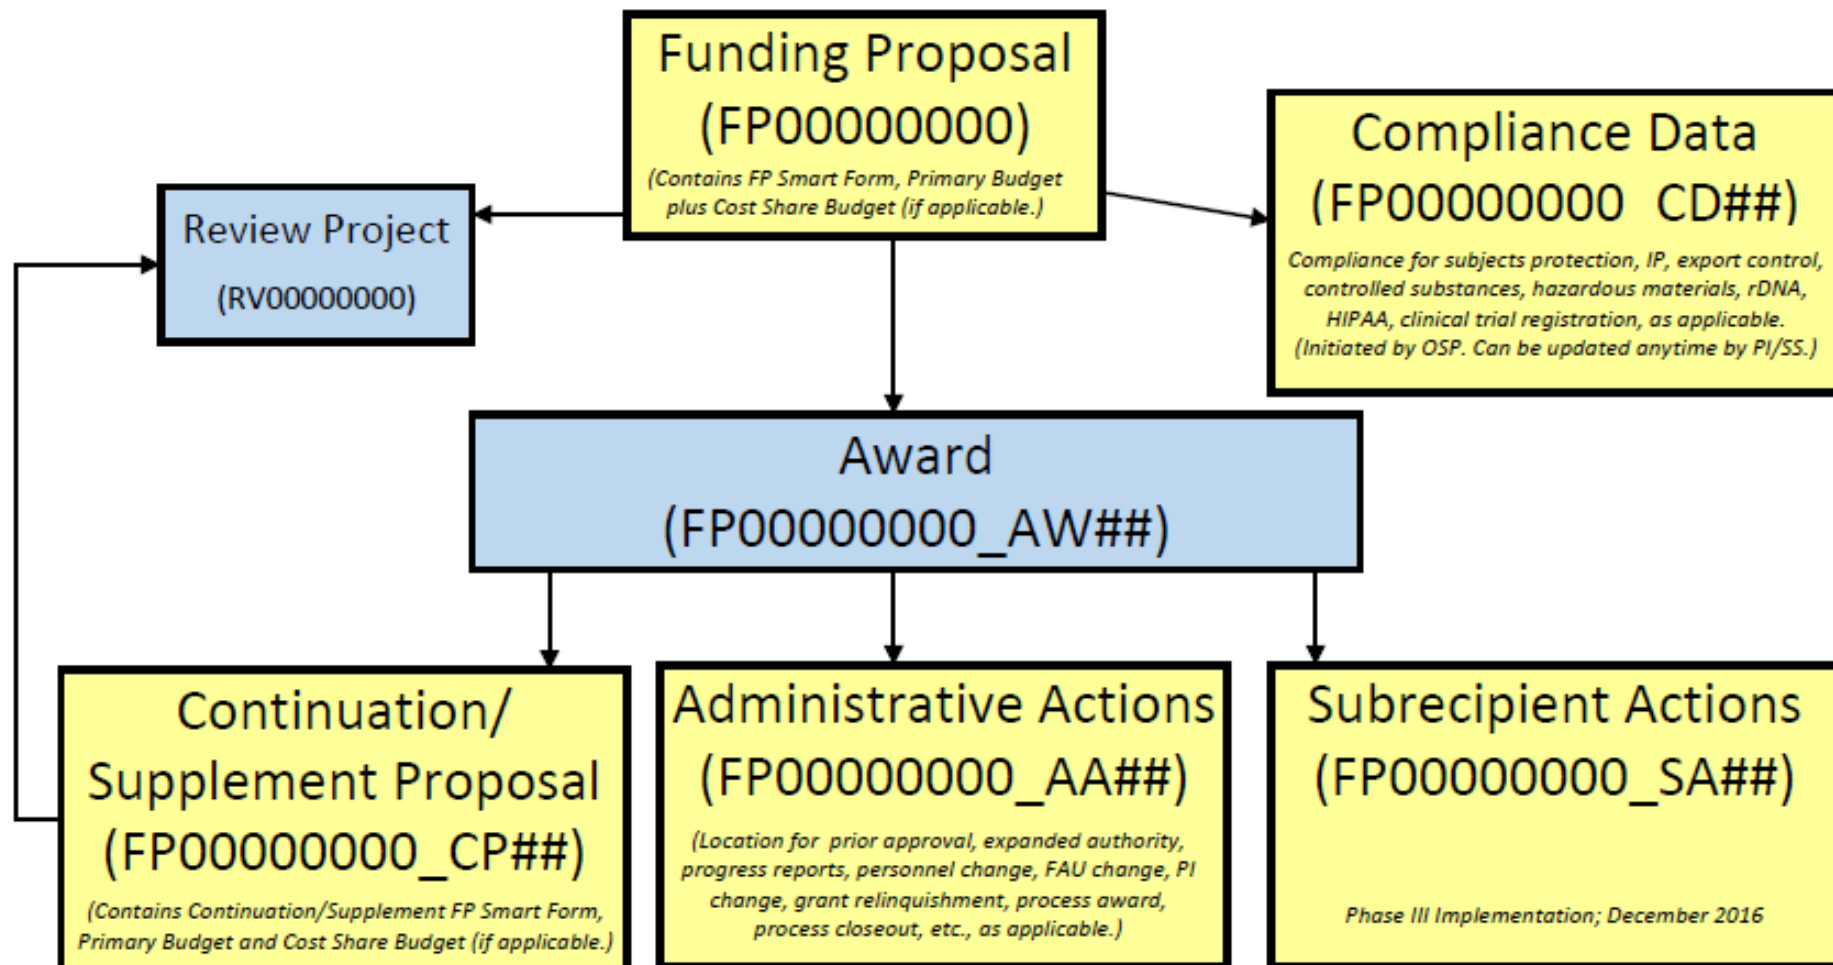 Funding Proposal
(FP00000000)
(Contains FP Smart Form, Primary Budget
plus Cost Share Budget (if applicable.)
Compliance Data
(FP00000000 CD##)
Compliance for subjects protection, IP, export control,
controlled substances, hazardous materials, rDNA,
HIPAA, clinical trial registration, as applicable.
(Initiated by OSP. Can be updated anytime by PI/SS.)
Review Project
(RV00000000)
Award
(FP00000000_AW##)
Continuation/
Supplement Proposal
(FP00000000_CP##)
(Contains Continuation/Supplement FP Smart Form,
Primary Budget and Cost Share Budget (if applicable.)
Administrative Actions
(FP00000000_AA##)
(Location for prior approval, expanded authority,
progress reports, personnel change, FAU change, PI
change, grant relinquishment, process award,
process closeout, etc., as applicable.)
Subrecipient Actions
(FP00000000_SA##)
Phase III Implementation; December 2016